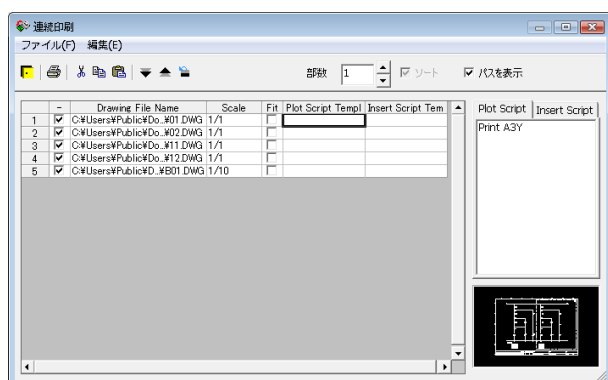 連続印刷
ファイル(F) 編集(E)
部数 1 ソート パスを表示
- Drawing File Name Scale Fit Plot Script Templ Insert Script Tem
1 C:¥Users¥Public¥Do..¥01.DWG 1/1
2 C:¥Users¥Public¥Do..¥02.DWG 1/1
3 C:¥Users¥Public¥Do..¥11.DWG 1/1
4 C:¥Users¥Public¥Do..¥12.DWG 1/1
5 C:¥Users¥Public¥D..¥B01.DWG 1/10
Plot Script Insert Script
Print A3Y